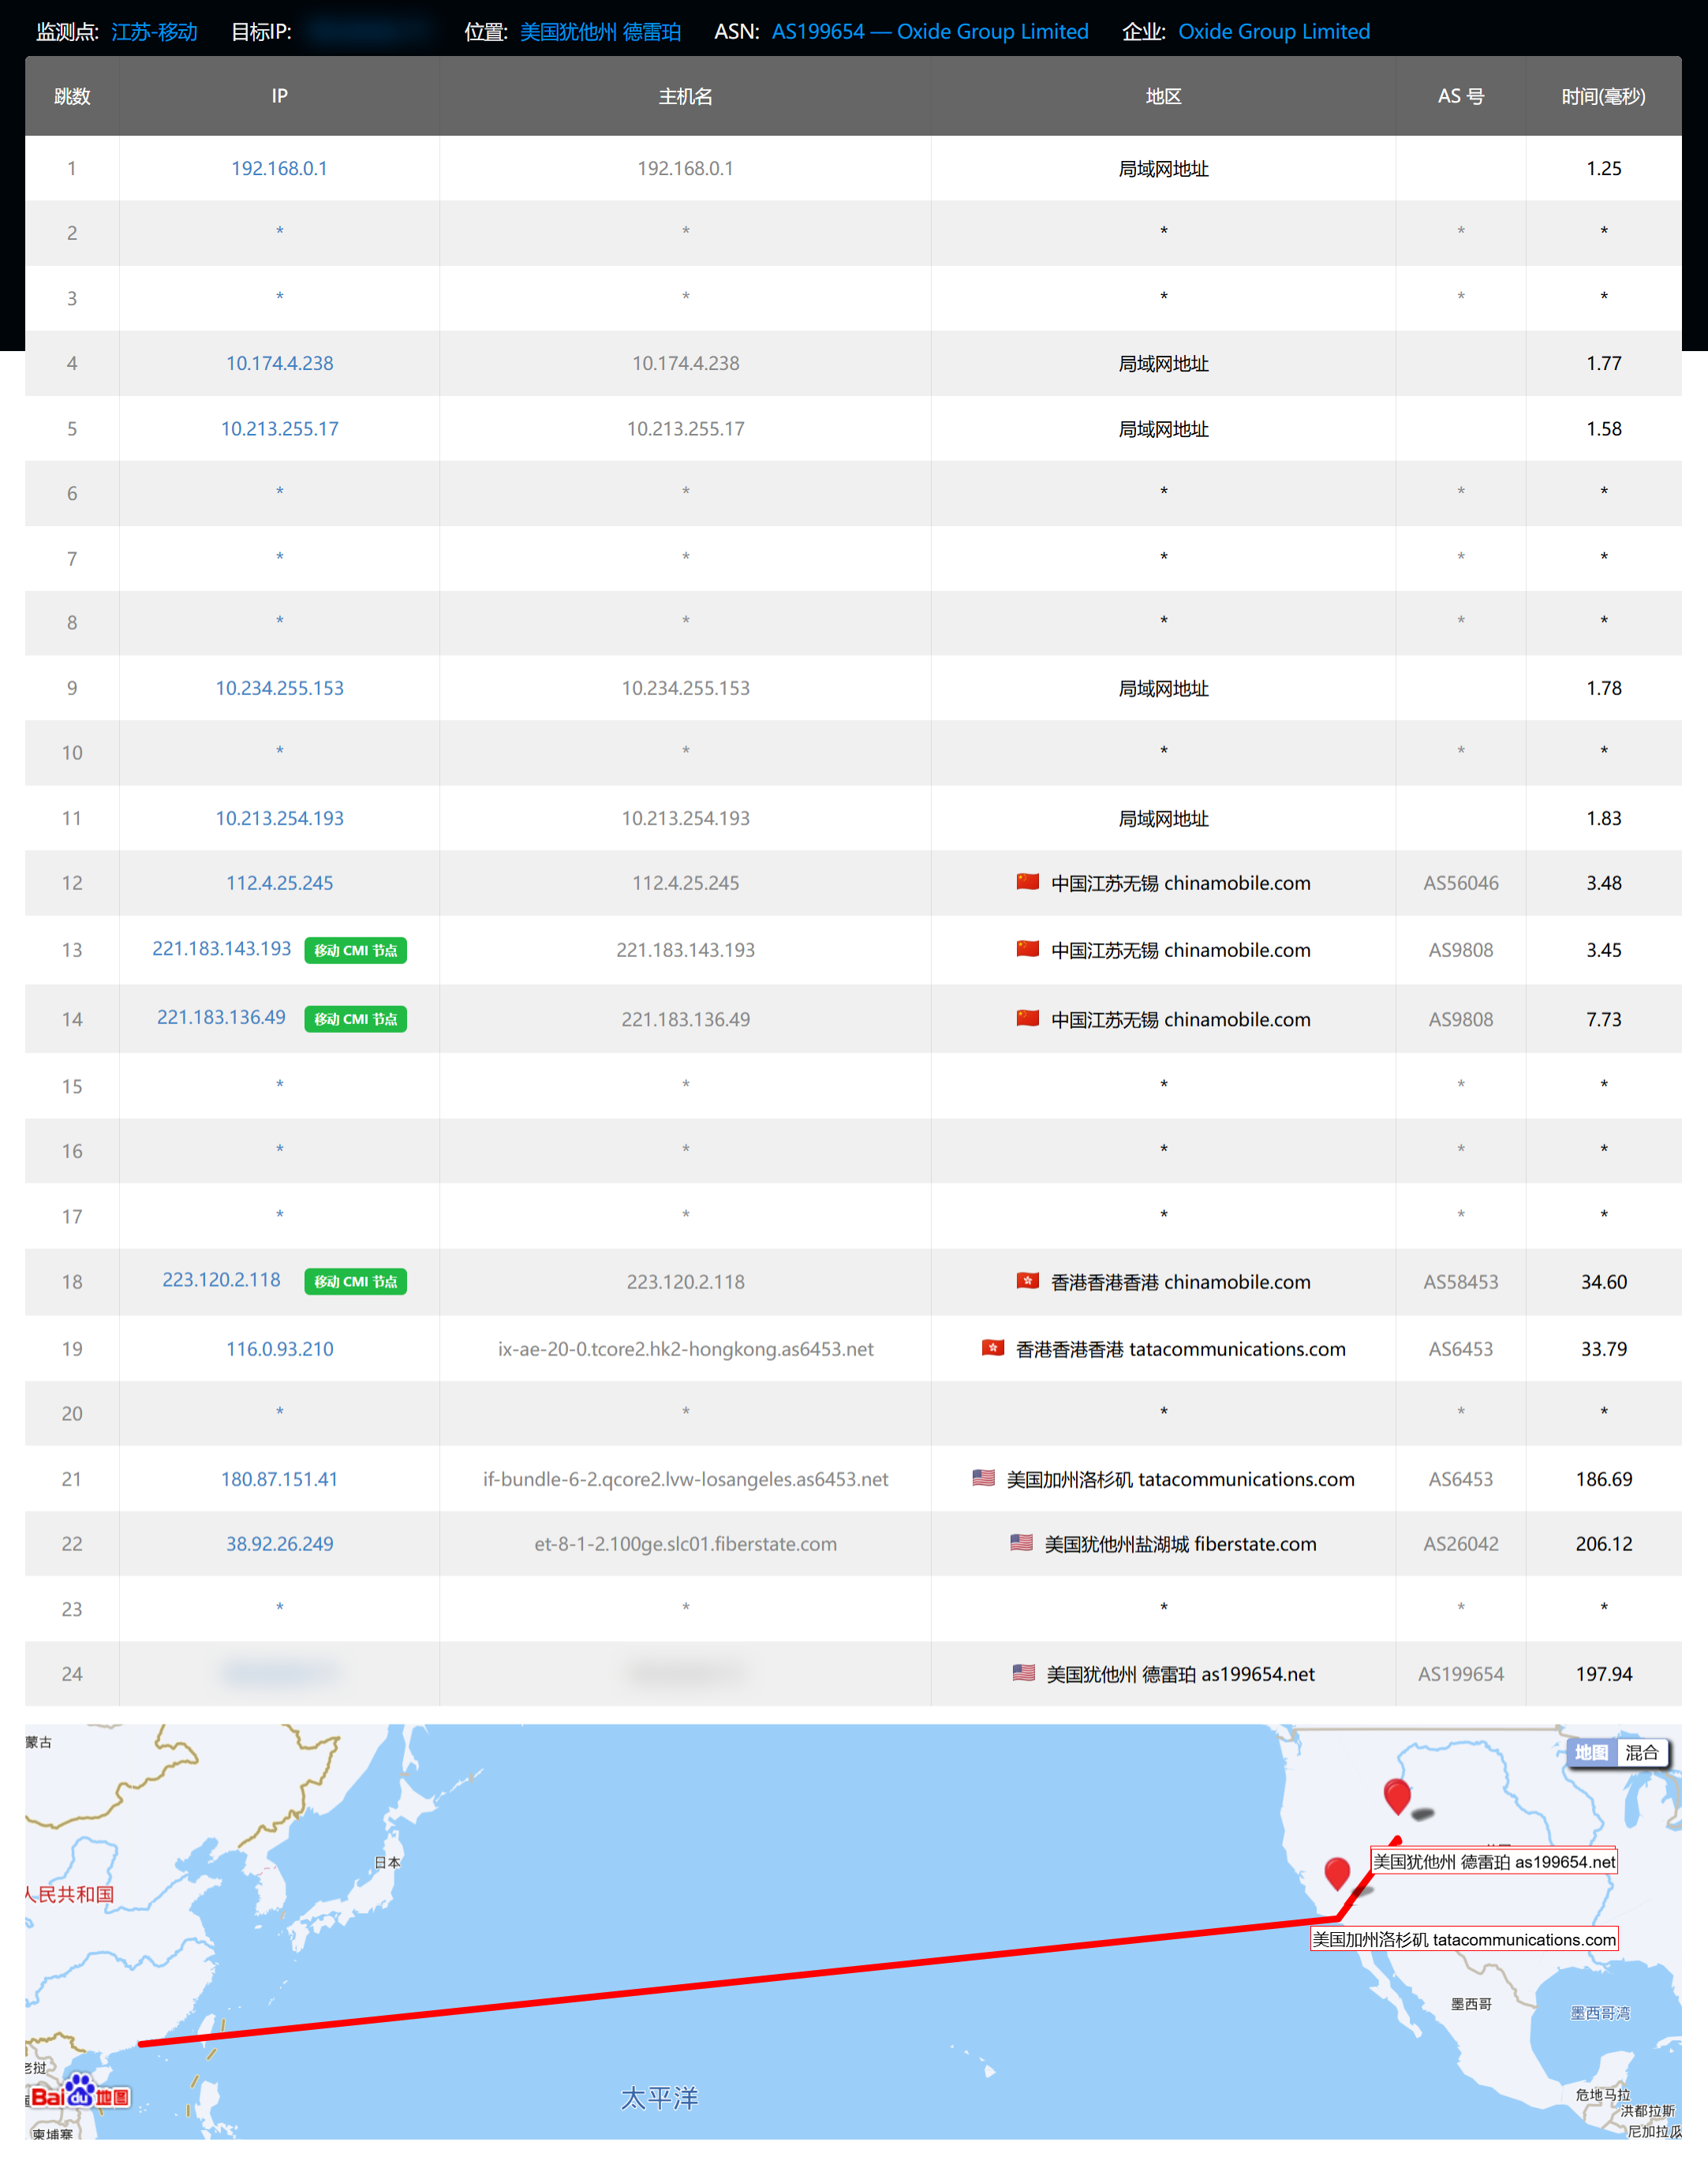 监测点: 江苏-移动 目标IP: 位置: 美国犹他州 德雷珀 ASN: AS199654 — Oxide Group Limited 企业: Oxide Group Limited
跳数 IP 主机名 地区 AS 号 时间(毫秒)
1 192.168.0.1 192.168.0.1 局域网地址 1.25
2 * * * * *
3 * * * * *
4 10.174.4.238 10.174.4.238 局域网地址 1.77
5 10.213.255.17 10.213.255.17 局域网地址 1.58
6 * * * * *
7 * * * * *
8 * * * * *
9 10.234.255.153 10.234.255.153 局域网地址 1.78
10 * * * * *
11 10.213.254.193 10.213.254.193 局域网地址 1.83
12 112.4.25.245 112.4.25.245 中国江苏无锡 chinamobile.com AS56046 3.48
13 221.183.143.193 移动 CMI 节点 221.183.143.193 中国江苏无锡 chinamobile.com AS9808 3.45
14 221.183.136.49 移动 CMI 节点 221.183.136.49 中国江苏无锡 chinamobile.com AS9808 7.73
15 * * * * *
16 * * * * *
17 * * * * *
18 223.120.2.118 移动 CMI 节点 223.120.2.118 香港香港香港 chinamobile.com AS58453 34.60
19 116.0.93.210 ix-ae-20-0.tcore2.hk2-hongkong.as6453.net 香港香港香港 tatacommunications.com AS6453 33.79
20 * * * * *
21 180.87.151.41 if-bundle-6-2.qcore2.lvw-losangeles.as6453.net 美国加州洛杉矶 tatacommunications.com AS6453 186.69
22 38.92.26.249 et-8-1-2.100ge.slc01.fiberstate.com 美国犹他州盐湖城 fiberstate.com AS26042 206.12
23 * * * * *
24 美国犹他州 德雷珀 as199654.net AS199654 197.94
蒙古
地图 混合
日本
美国犹他州 德雷珀 as199654.net
人民共和国
美国加州洛杉矶 tatacommunications.com
墨西哥
墨西哥湾
老挝
Bai du 地图
太平洋
危地马拉
洪都拉斯
柬埔寨
尼加拉瓜